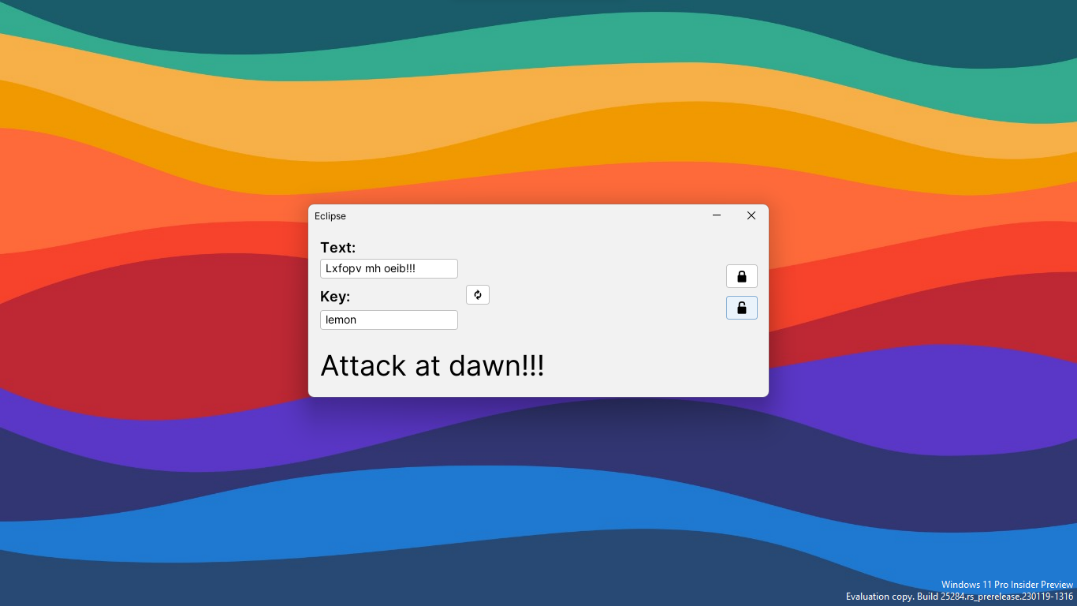 Eclipse
Text:
Lxfopv mh oeib!!!
Key:
lemon
Attack at dawn!!!
Windows 11 Pro Insider Preview
Evaluation copy. Build 25284.rs_prerelease.230119-1316